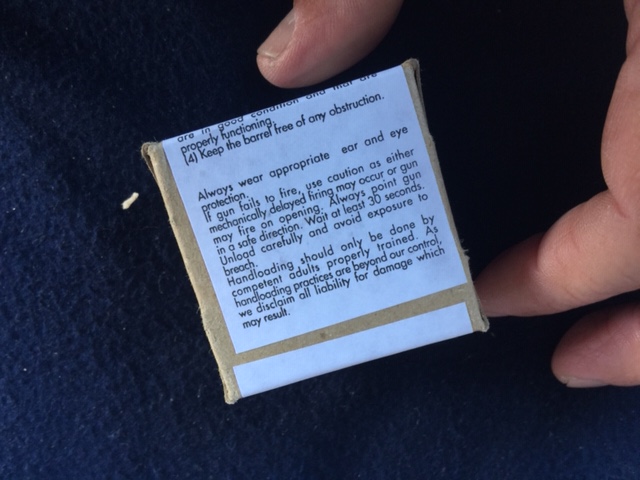 are in good condition and that are
properly functioning.
(4) Keep the barrel free of any obstruction.
Always wear appropriate ear and eye
protection.
If gun fails to fire, use caution as either
mechanically delayed firing may occur or gun
may fire on opening. Always point gun
in a safe direction. Wait at least 30 seconds.
Unload carefully and avoid exposure to
breach.
Handloading should only be done by
competent adults properly trained. As
handloading practices are beyond our control,
we disclaim all liability for damage which
may result.